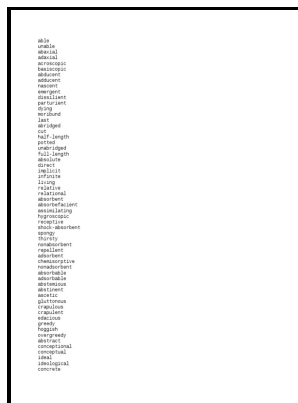 able
unable
abaxial
adaxial
acroscopic
basiscopic
abducent
adducent
nascent
emergent
dissilient
parturient
dying
moribund
last
abridged
cut
half-length
potted
unabridged
full-length
absolute
direct
implicit
infinite
living
relative
relational
absorbent
absorbefacient
assimilating
hygroscopic
receptive
shock-absorbent
spongy
thirsty
nonabsorbent
repellent
adsorbent
chemisorptive
nonadsorbent
absorbable
adsorbable
abstemious
abstinent
ascetic
gluttonous
crapulous
crapulent
edacious
greedy
hoggish
overgreedy
abstract
conceptional
conceptual
ideal
ideological
concrete